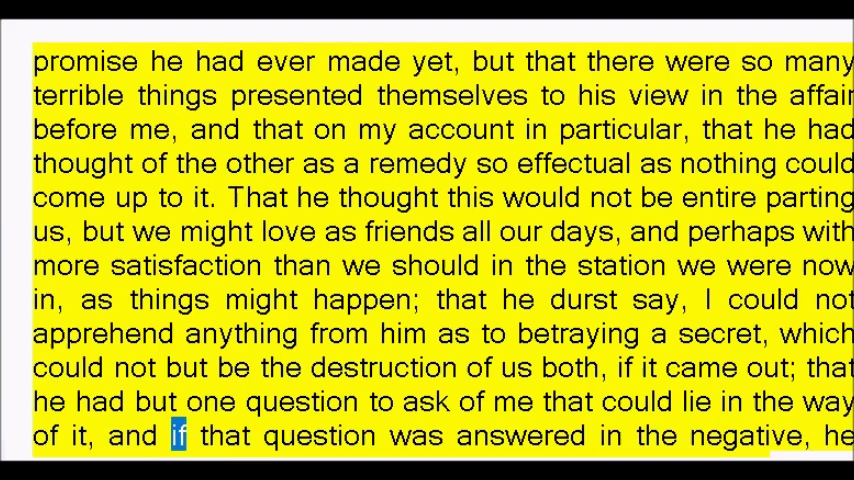 promise he had ever made yet, but that there were so many
terrible things presented themselves to his view in the affair
before me, and that on my account in particular, that he had
thought of the other as a remedy so effectual as nothing could
come up to it. That he thought this would not be entire parting
us, but we might love as friends all our days, and perhaps with
more satisfaction than we should in the station we were now
in, as things might happen; that he durst say, I could not
apprehend anything from him as to betraying a secret, which
could not but be the destruction of us both, if it came out; that
he had but one question to ask of me that could lie in the way
of it, and if that question was answered in the negative, he